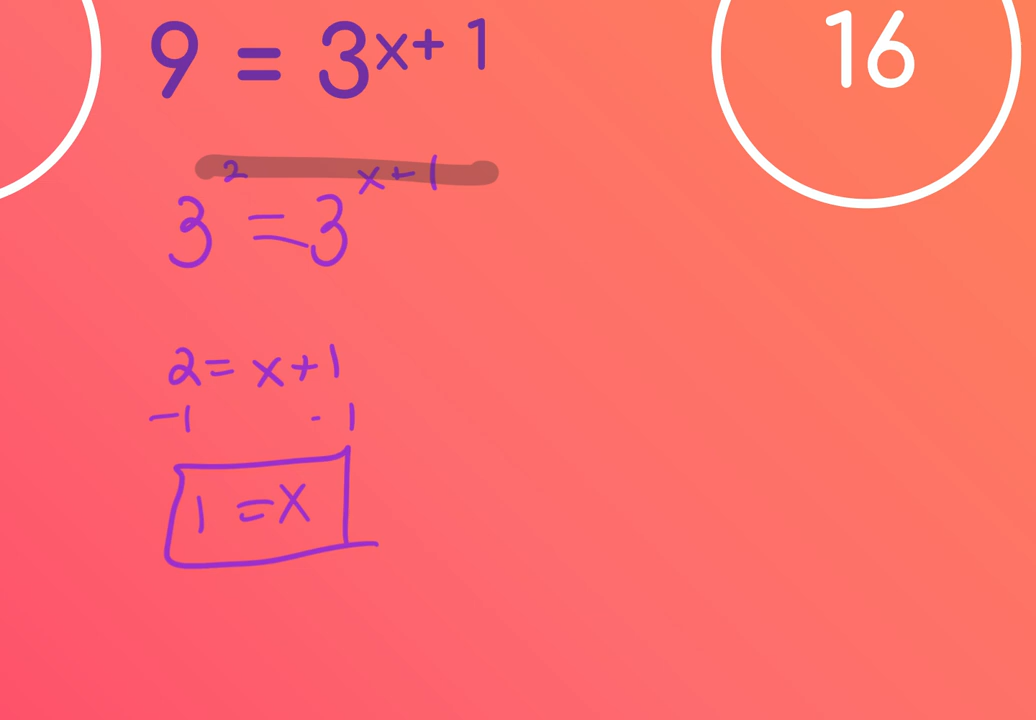 9 = 3^x+1
16
3^2 = 3^x+1
2 = x+1
-1 -1
1 = x